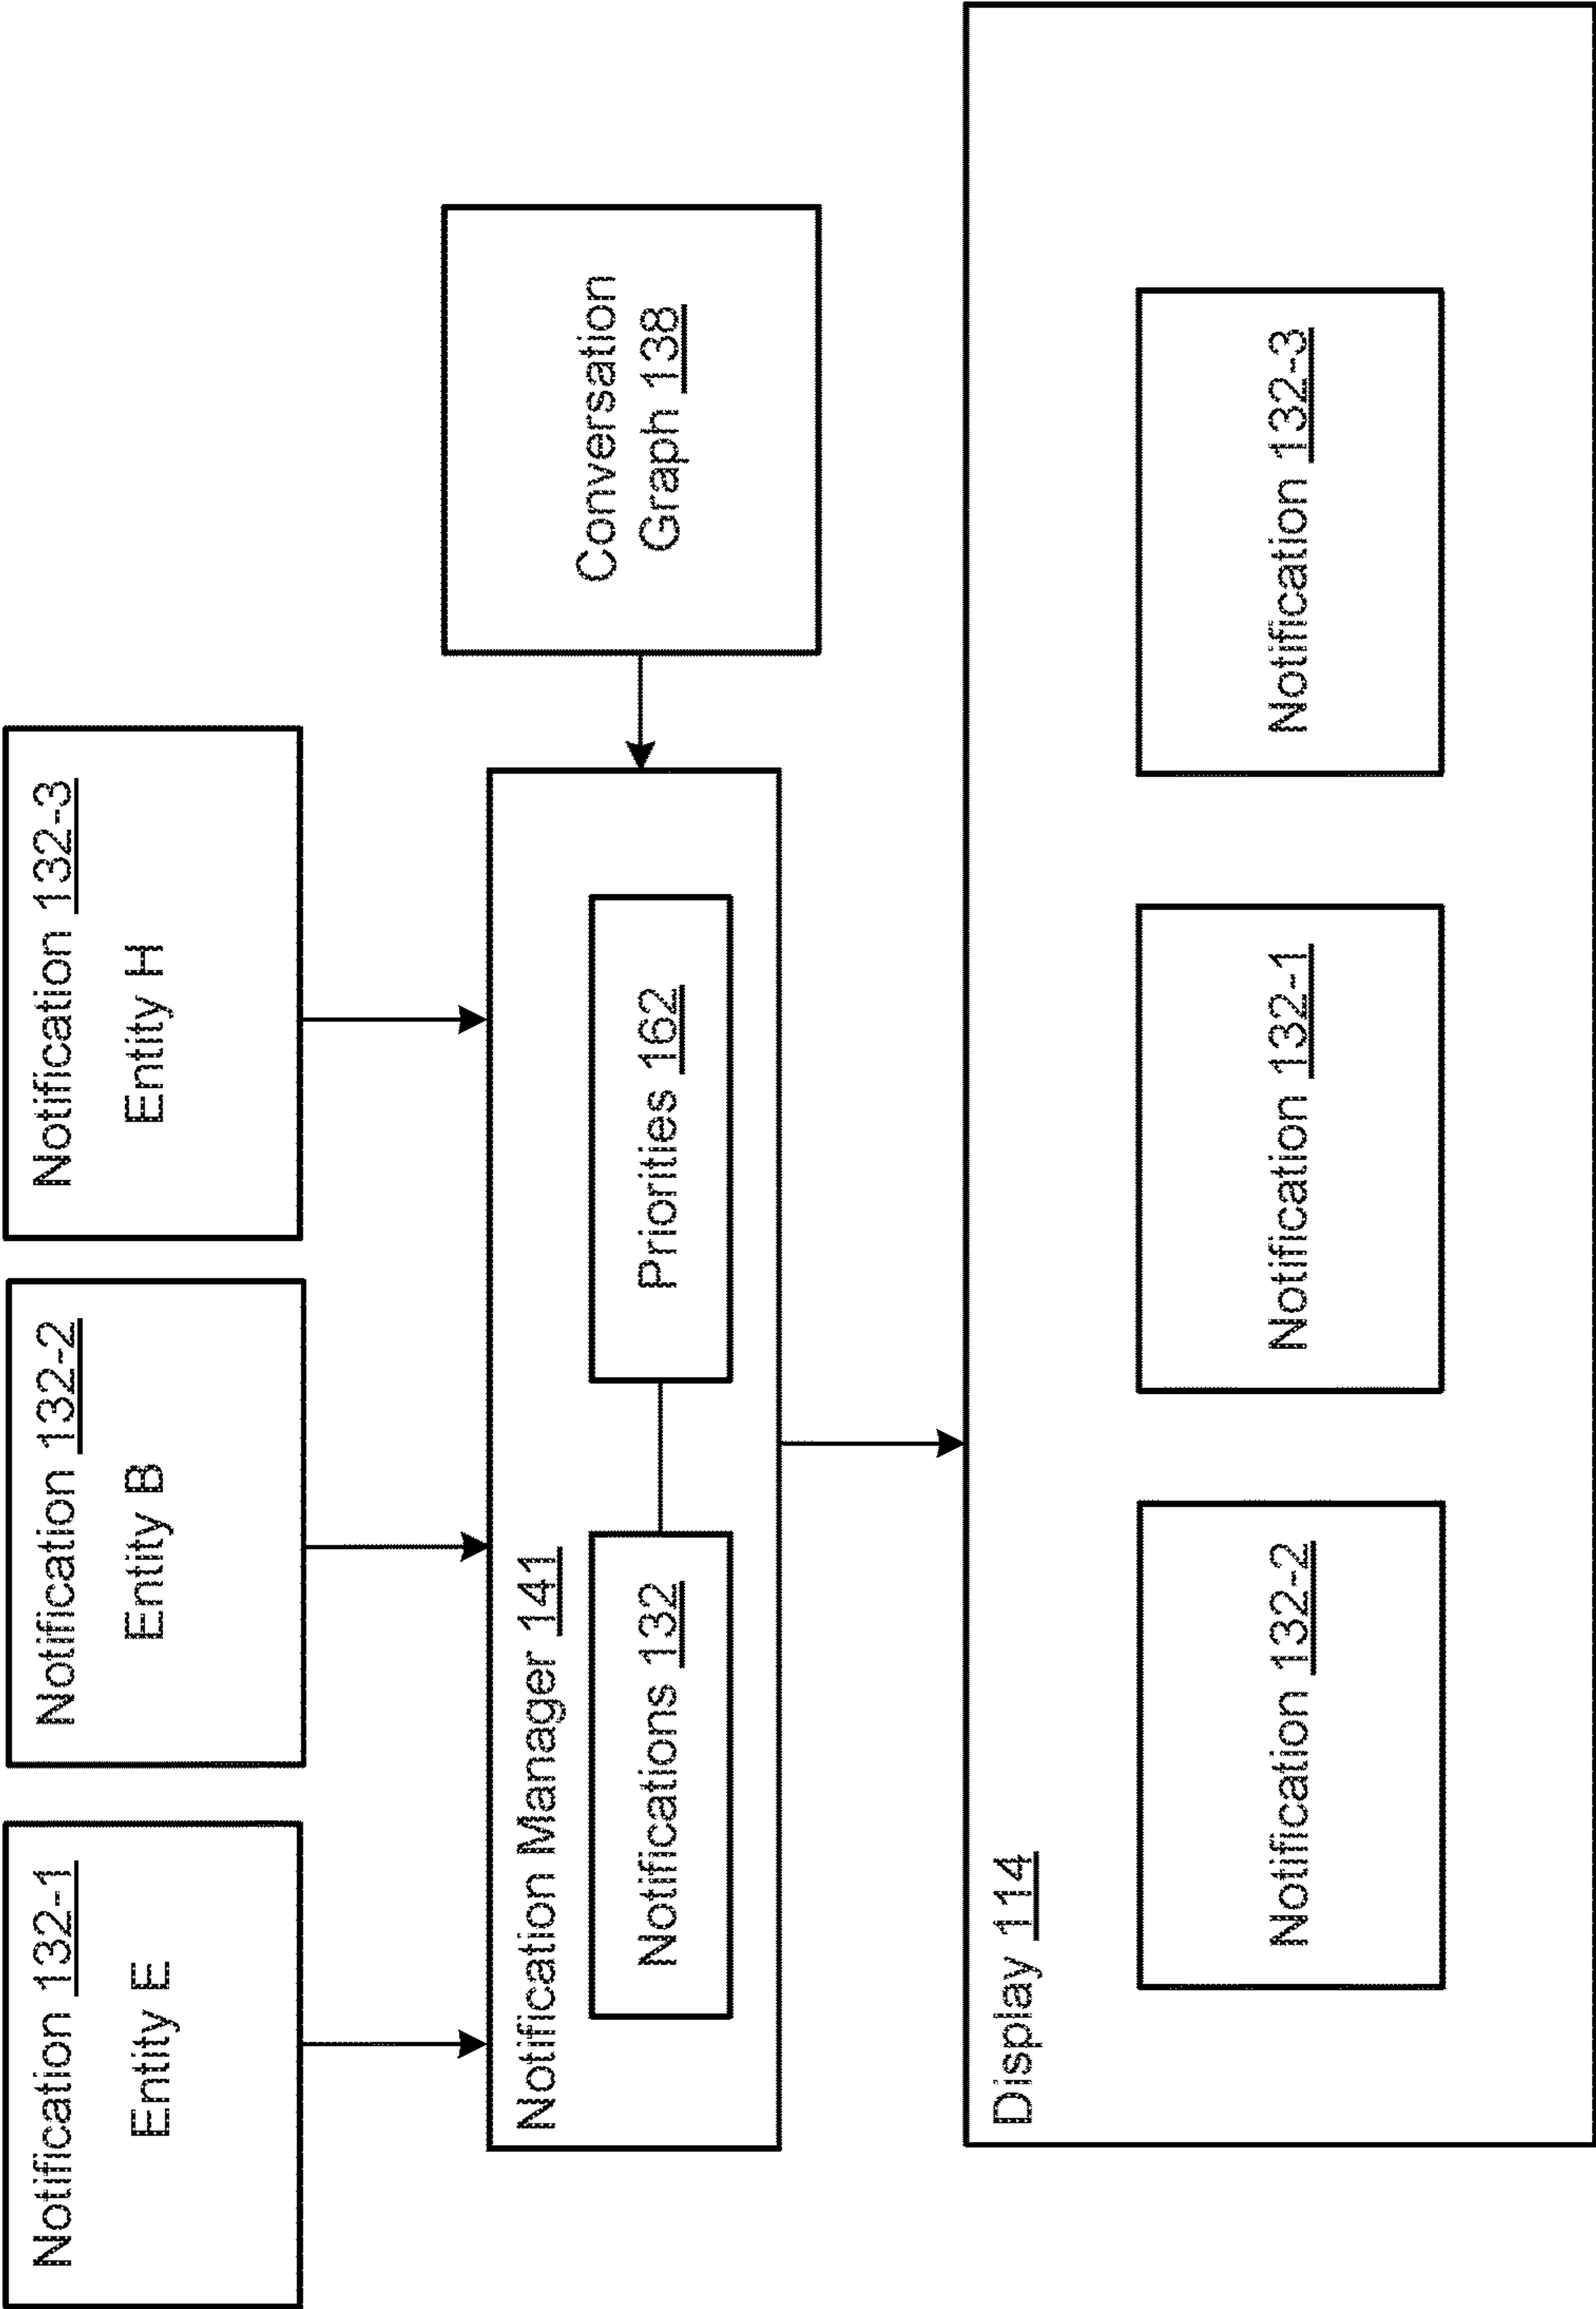 Notification 132-1
Entity E
Notification 132-2
Entity B
Notification 132-3
Entity H
Notification Manager 141
Notifications 132
Priorities 162
Conversation
Graph 138
Display 114
Notification 132-2
Notification 132-1
Notification 132-3